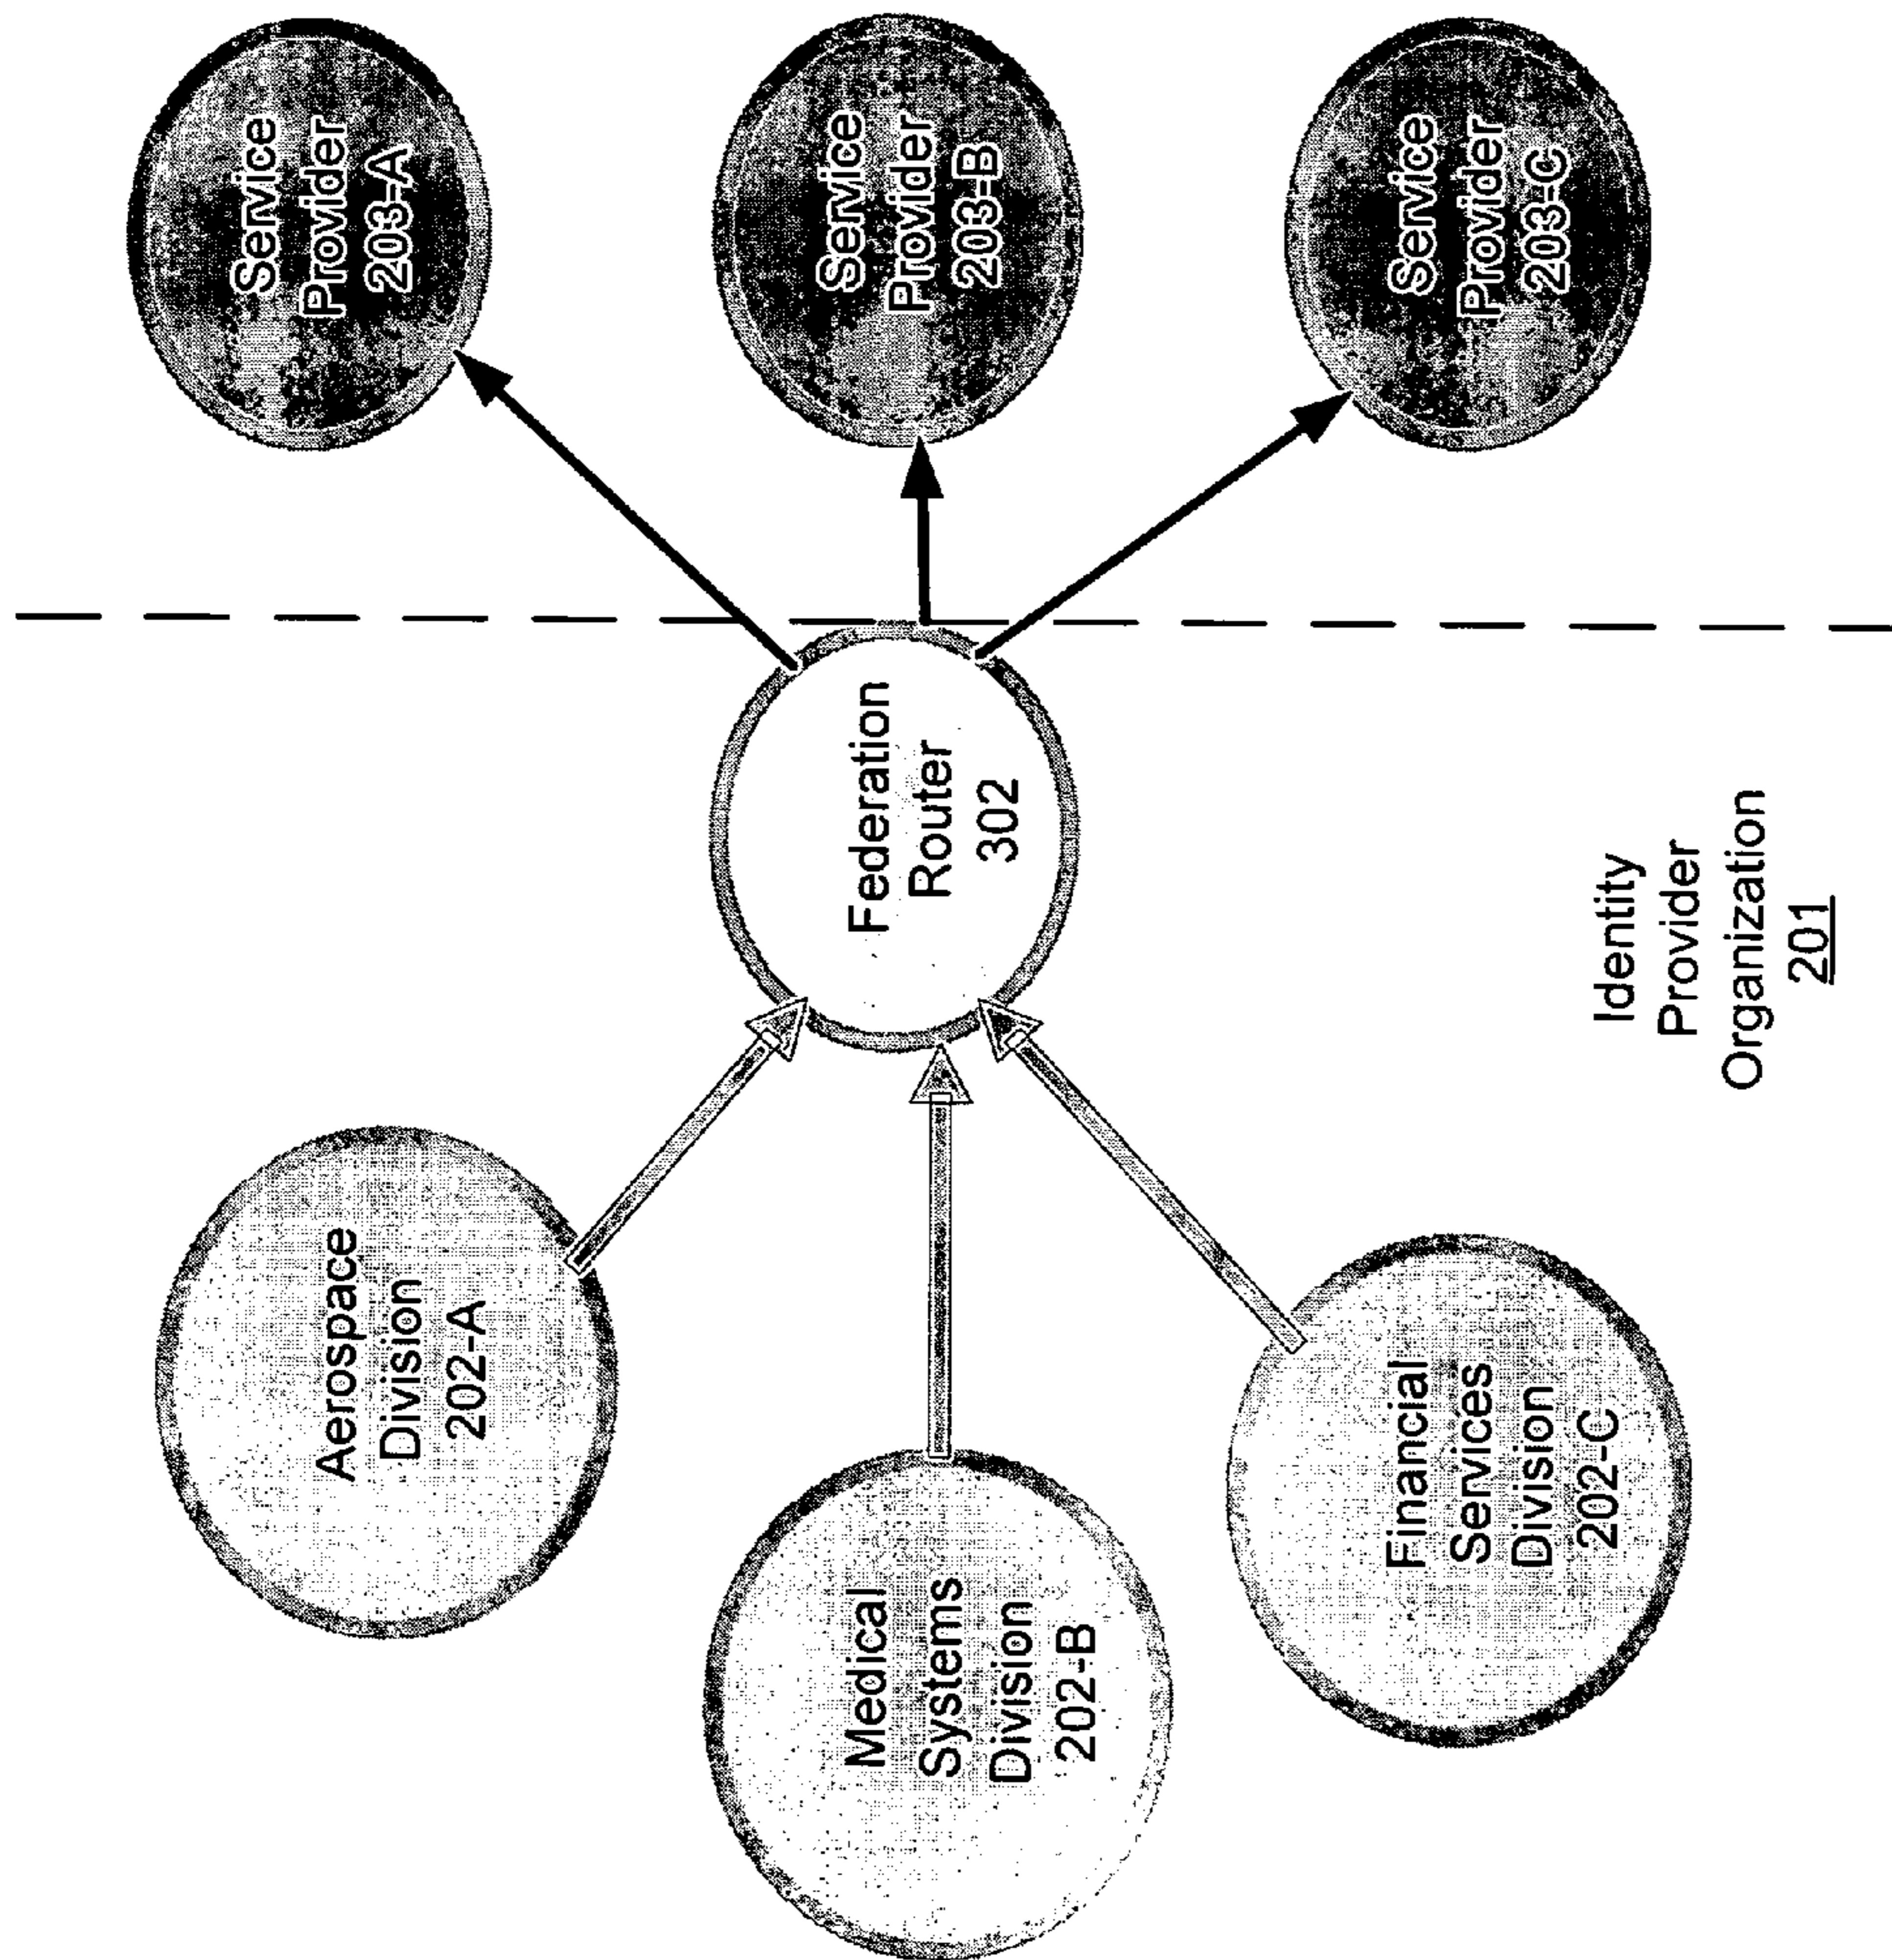 Aerospace
Division
202-A
Medical
Systems
Division
202-B
Financial
Services
Division
202-C
Federation
Router
302
Identity
Provider
Organization
201
Service
Provider
203-A
Service
Provider
203-B
Service
Provider
203-C